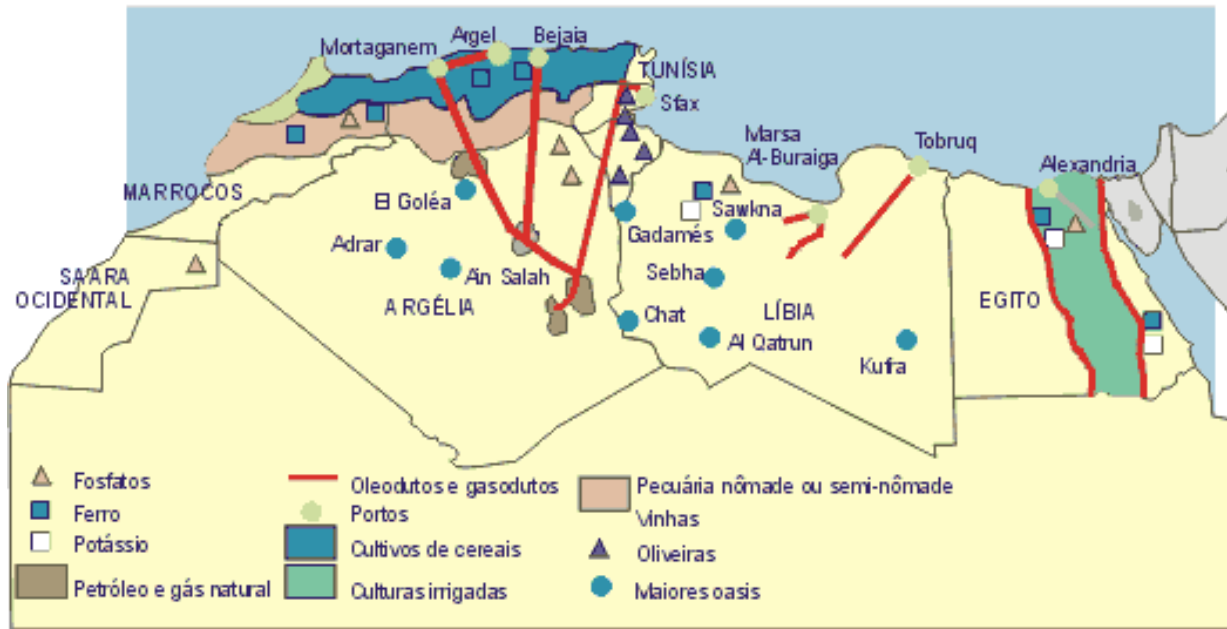 Argel
Bejaia
Mortaganem
TUNÍSIA
Sfax
Marsa
Al-Buraiga
Tobruq
Alexandria
MARROCOS
El Goléa
Sawkna
Gadamés
Adrar
Ain Salah
Sebha
SAARA
OCIDENTAL
ARGÉLIA
Chat
LÍBIA
EGITO
Al Qatrun
Kufra
Fosfatos
Ferro
Potássio
Petróleo e gás natural
Oleodutos e gasodutos
Portos
Cultivos de cereais
Culturas irrigadas
Pecuária nômade ou semi-nômade
Vinhas
Oliveiras
Maiores oasis